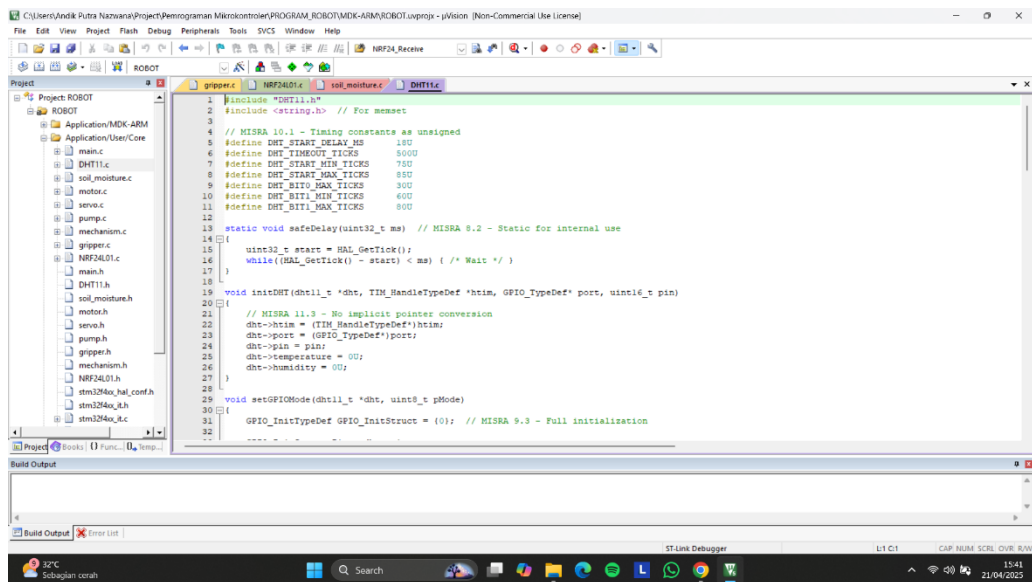 C:\Users\Andik Putra Nazwana\Project\Pemrograman Mikrokontroler\PROGRAM_ROBOT\MDK-ARM\ROBOT.uvprojx - µVision [Non-Commercial Use License]
File Edit View Project Flash Debug Peripherals Tools SVCS Window Help
NRF24_Receive
LOAD ROBOT
Project
Project: ROBOT
ROBOT
Application/MDK-ARM
Application/User/Core
main.c
DHT11.c
soil_moisture.c
motor.c
servo.c
pump.c
mechanism.c
gripper.c
NRF24L01.c
main.h
DHT11.h
soil_moisture.h
motor.h
servo.h
pump.h
gripper.h
mechanism.h
NRF24L01.h
stm32f4xx_hal_conf.h
stm32f4xx_it.h
stm32f4xx_it.c
Project Books {} Func... Temp...
gripper.c NRF24L01.c soil_moisture.c DHT11.c
1 #include "DHT11.h"
2 #include <string.h> // For memset
3
4 // MISRA 10.1 - Timing constants as unsigned
5 #define DHT_START_DELAY_MS 18U
6 #define DHT_TIMEOUT_TICKS 500U
7 #define DHT_START_MIN_TICKS 75U
8 #define DHT_START_MAX_TICKS 85U
9 #define DHT_BIT0_MAX_TICKS 30U
10 #define DHT_BIT1_MIN_TICKS 60U
11 #define DHT_BIT1_MAX_TICKS 80U
12
13 static void safeDelay(uint32_t ms) // MISRA 8.2 - Static for internal use
14 {
15 uint32_t start = HAL_GetTick();
16 while((HAL_GetTick() - start) < ms) { /* Wait */ }
17 }
18
19 void initDHT(dht11_t *dht, TIM_HandleTypeDef *htim, GPIO_TypeDef* port, uint16_t pin)
20 {
21 // MISRA 11.3 - No implicit pointer conversion
22 dht->htim = (TIM_HandleTypeDef*)htim;
23 dht->port = (GPIO_TypeDef*)port;
24 dht->pin = pin;
25 dht->temperature = 0U;
26 dht->humidity = 0U;
27 }
28
29 void setGPIOMode(dht11_t *dht, uint8_t pMode)
30 {
31 GPIO_InitTypeDef GPIO_InitStruct = {0}; // MISRA 9.3 - Full initialization
32
Build Output
Build Output Error List
ST-Link Debugger L:1 C:1 CAP NUM SCRL OVR R/W
9 32°C
Sebagian cerah
Search
15:41
21/04/2025